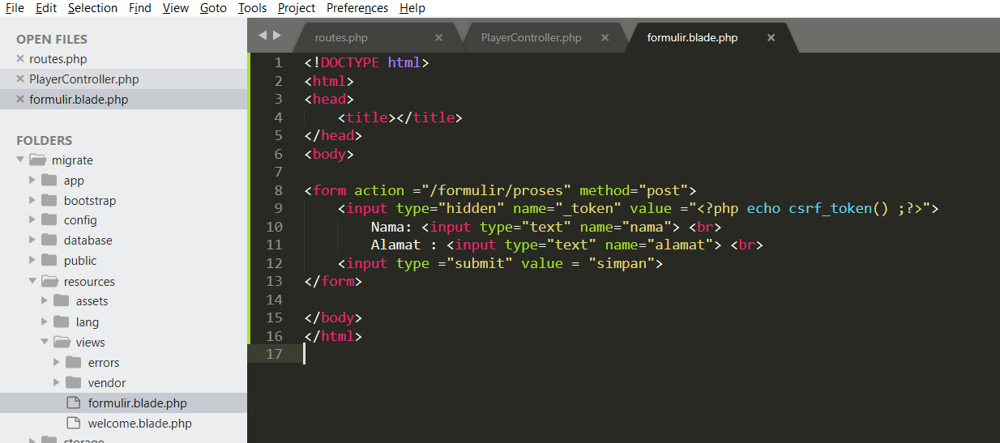 File Edit Selection Find View Goto Tools Project Preferences Help
OPEN FILES
routes.php
PlayerController.php
formulir.blade.php
FOLDERS
migrate
app
bootstrap
config
database
public
resources
assets
lang
views
errors
vendor
formulir.blade.php
welcome.blade.php
storage
routes.php PlayerController.php formulir.blade.php
1 <!DOCTYPE html>
2 <html>
3 <head>
4 <title></title>
5 </head>
6 <body>
7
8 <form action ="/formulir/proses" method="post">
9 <input type="hidden" name="_token" value ="<?php echo csrf_token() ;?>">
10 Nama: <input type="text" name="nama"> <br>
11 Alamat : <input type="text" name="alamat"> <br>
12 <input type ="submit" value = "simpan">
13 </form>
14
15 </body>
16 </html>
17